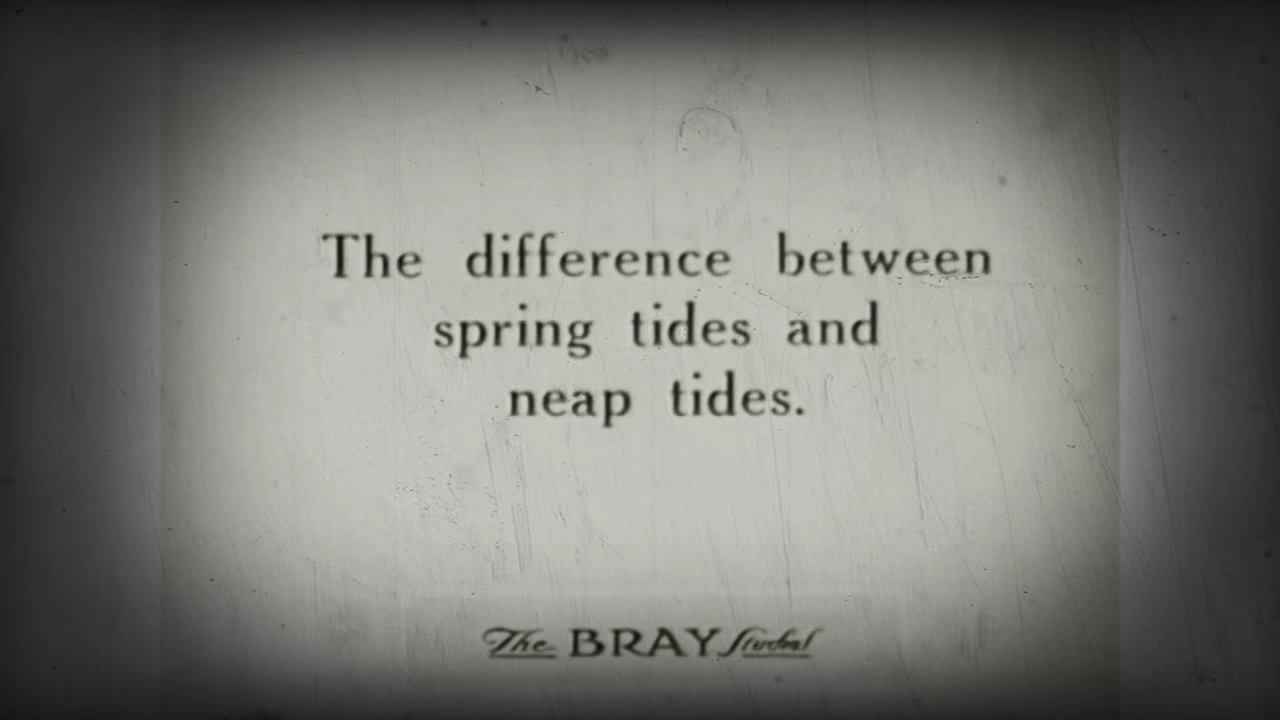 The difference between
spring tides and
neap tides.
The BRAY Studios